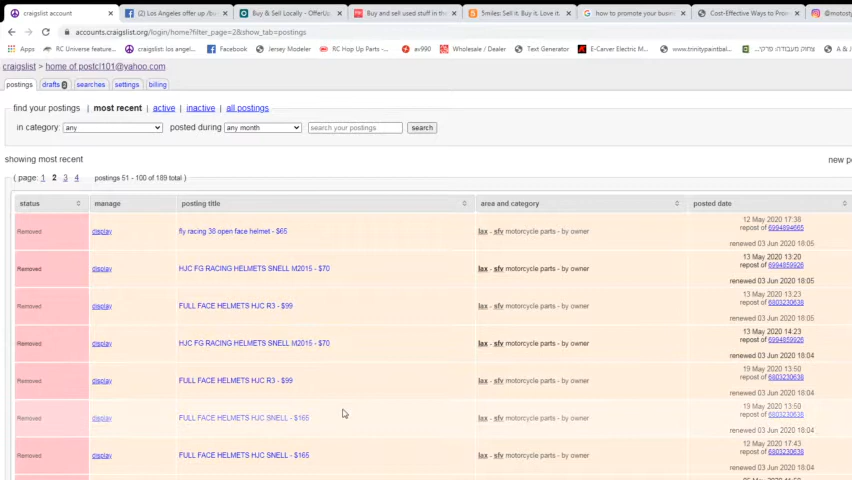 craigslist account
(2) Los Angeles offer up /b
Buy & Sell Locally - OfferU
Buy and sell used stuff in th
5miles: Sell it. Buy it. Love it.
how to promote your busin
Cost-Effective Ways to Pro
@motost
accounts.craigslist.org/login/home?filter_page=2&show_tab=postings
Apps
RC Universe feature...
craigslist: los angel...
Facebook
Jersey Modeler
RC Hop Up Parts -...
av990
Wholesale / Dealer
Text Generator
E-Carver Electric M...
www.trinitypaintbal...
A & J
craigslist > home of postcl101@yahoo.com
postings drafts 2 searches settings billing
find your postings | most recent | active | inactive | all postings
in category: any posted during any month search your postings search
showing most recent
new po
( page: 1 2 3 4 postings 51 - 100 of 189 total )
status manage posting title area and category posted date
Removed display fly racing 38 open face helmet - $65 lax - sfv motorcycle parts - by owner 12 May 2020 17:38
repost of 6994894665
renewed 03 Jun 2020 18:05
Removed display HJC FG RACING HELMETS SNELL M2015 - $70 lax - sfv motorcycle parts - by owner 13 May 2020 13:20
repost of 6994859926
renewed 03 Jun 2020 18:05
Removed display FULL FACE HELMETS HJC R3 - $99 lax - sfv motorcycle parts - by owner 13 May 2020 13:23
repost of 6803230638
renewed 03 Jun 2020 18:05
Removed display HJC FG RACING HELMETS SNELL M2015 - $70 lax - sfv motorcycle parts - by owner 13 May 2020 14:23
repost of 6994859926
renewed 03 Jun 2020 18:04
Removed display FULL FACE HELMETS HJC R3 - $99 lax - sfv motorcycle parts - by owner 19 May 2020 13:50
repost of 6803230638
renewed 03 Jun 2020 18:04
Removed display FULL FACE HELMETS HJC SNELL - $165 lax - sfv motorcycle parts - by owner 19 May 2020 13:50
repost of 6803230638
renewed 03 Jun 2020 18:04
Removed display FULL FACE HELMETS HJC SNELL - $165 lax - sfv motorcycle parts - by owner 12 May 2020 17:43
repost of 6803230638
renewed 03 Jun 2020 18:04